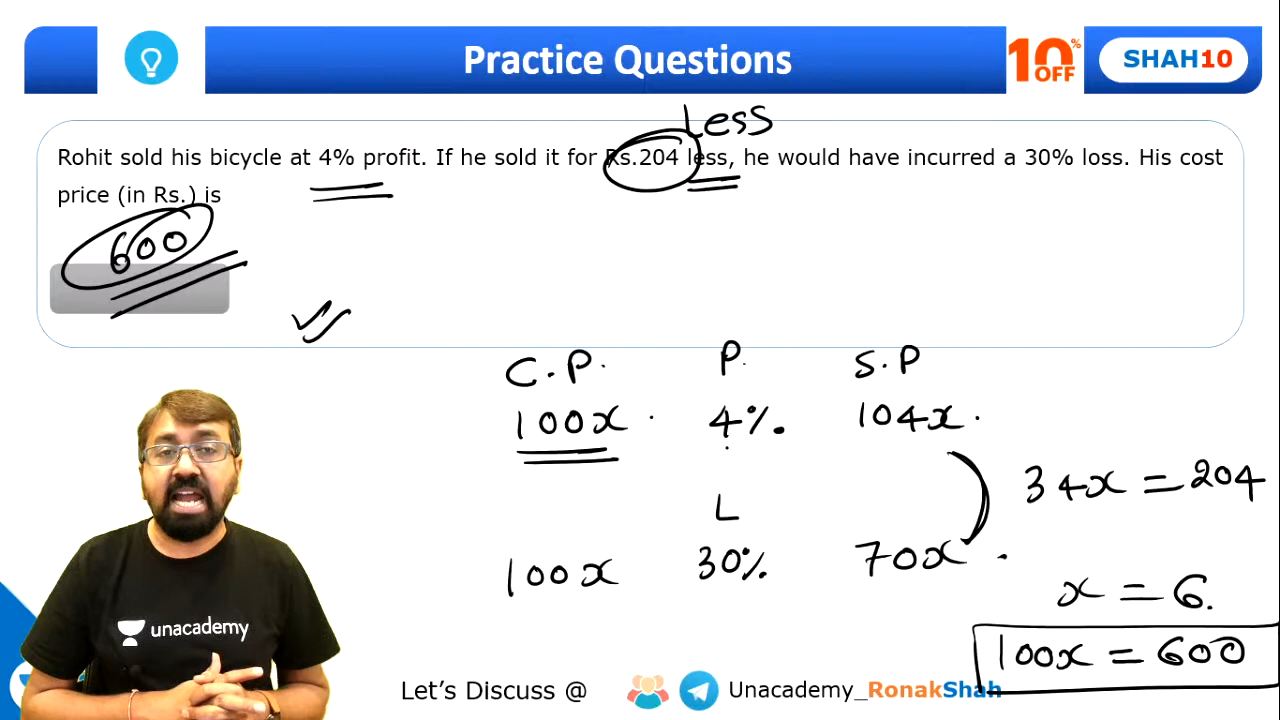 Practice Questions
10% OFF
SHAH10
Less
Rohit sold his bicycle at 4% profit. If he sold it for Rs.204 less, he would have incurred a 30% loss. His cost
price (in Rs.) is
600
C.P. P. S.P
100x 4% 104x
34x = 204
L
100x 30% 70x
x = 6.
100x = 600
unacademy
Let’s Discuss @ Unacademy_RonakShah